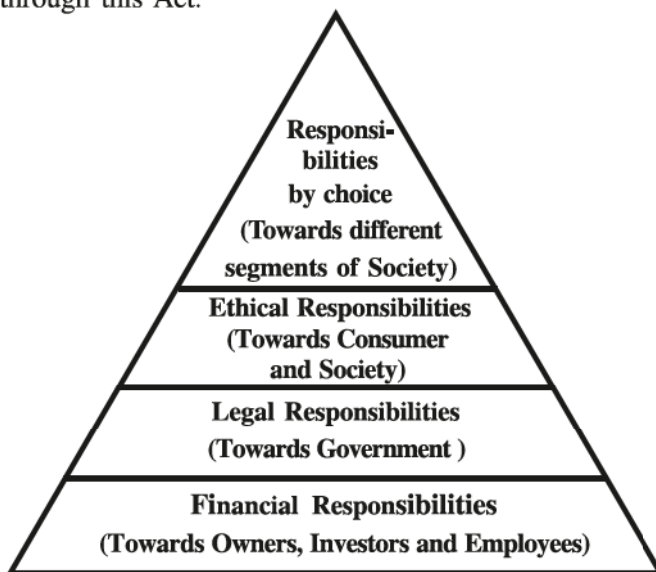 through this Act.
Responsi-
bilities
by choice
(Towards different
segments of Society)
Ethical Responsibilities
(Towards Consumer
and Society)
Legal Responsibilities
(Towards Government )
Financial Responsibilities
(Towards Owners, Investors and Employees)